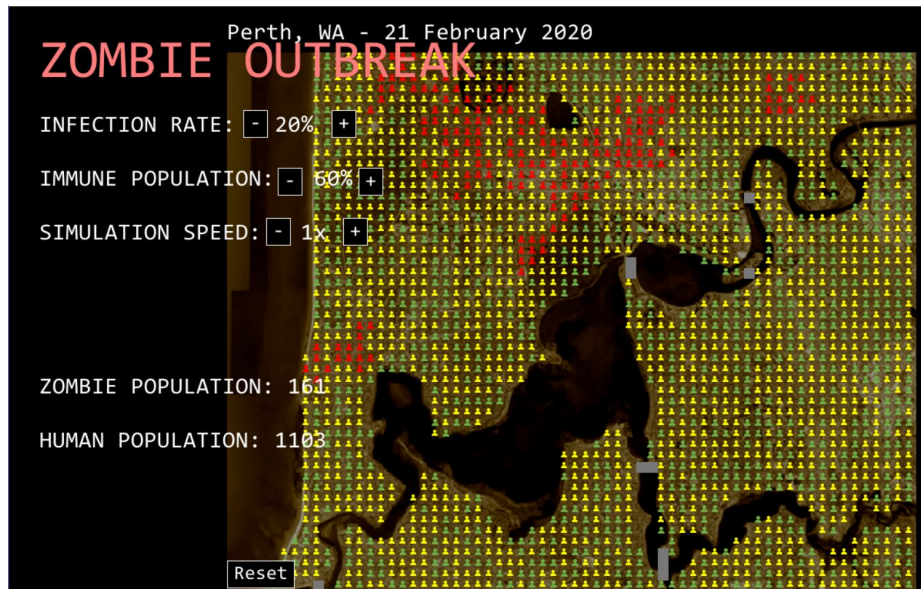 Perth, WA - 21 February 2020
ZOMBIE OUTBREAK
INFECTION RATE: - 20% +
IMMUNE POPULATION: - 60% +
SIMULATION SPEED: - 1x +
ZOMBIE POPULATION: 161
HUMAN POPULATION: 1103
Reset